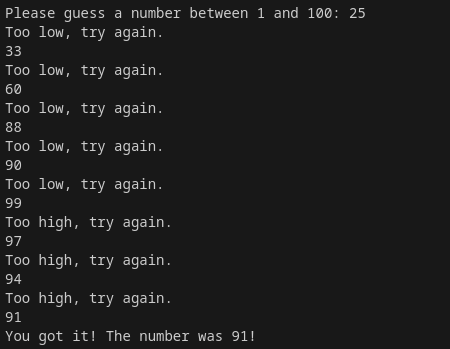 Please guess a number between 1 and 100: 25
Too low, try again.
33
Too low, try again.
60
Too low, try again.
88
Too low, try again.
90
Too low, try again.
99
Too high, try again.
97
Too high, try again.
94
Too high, try again.
91
You got it! The number was 91!